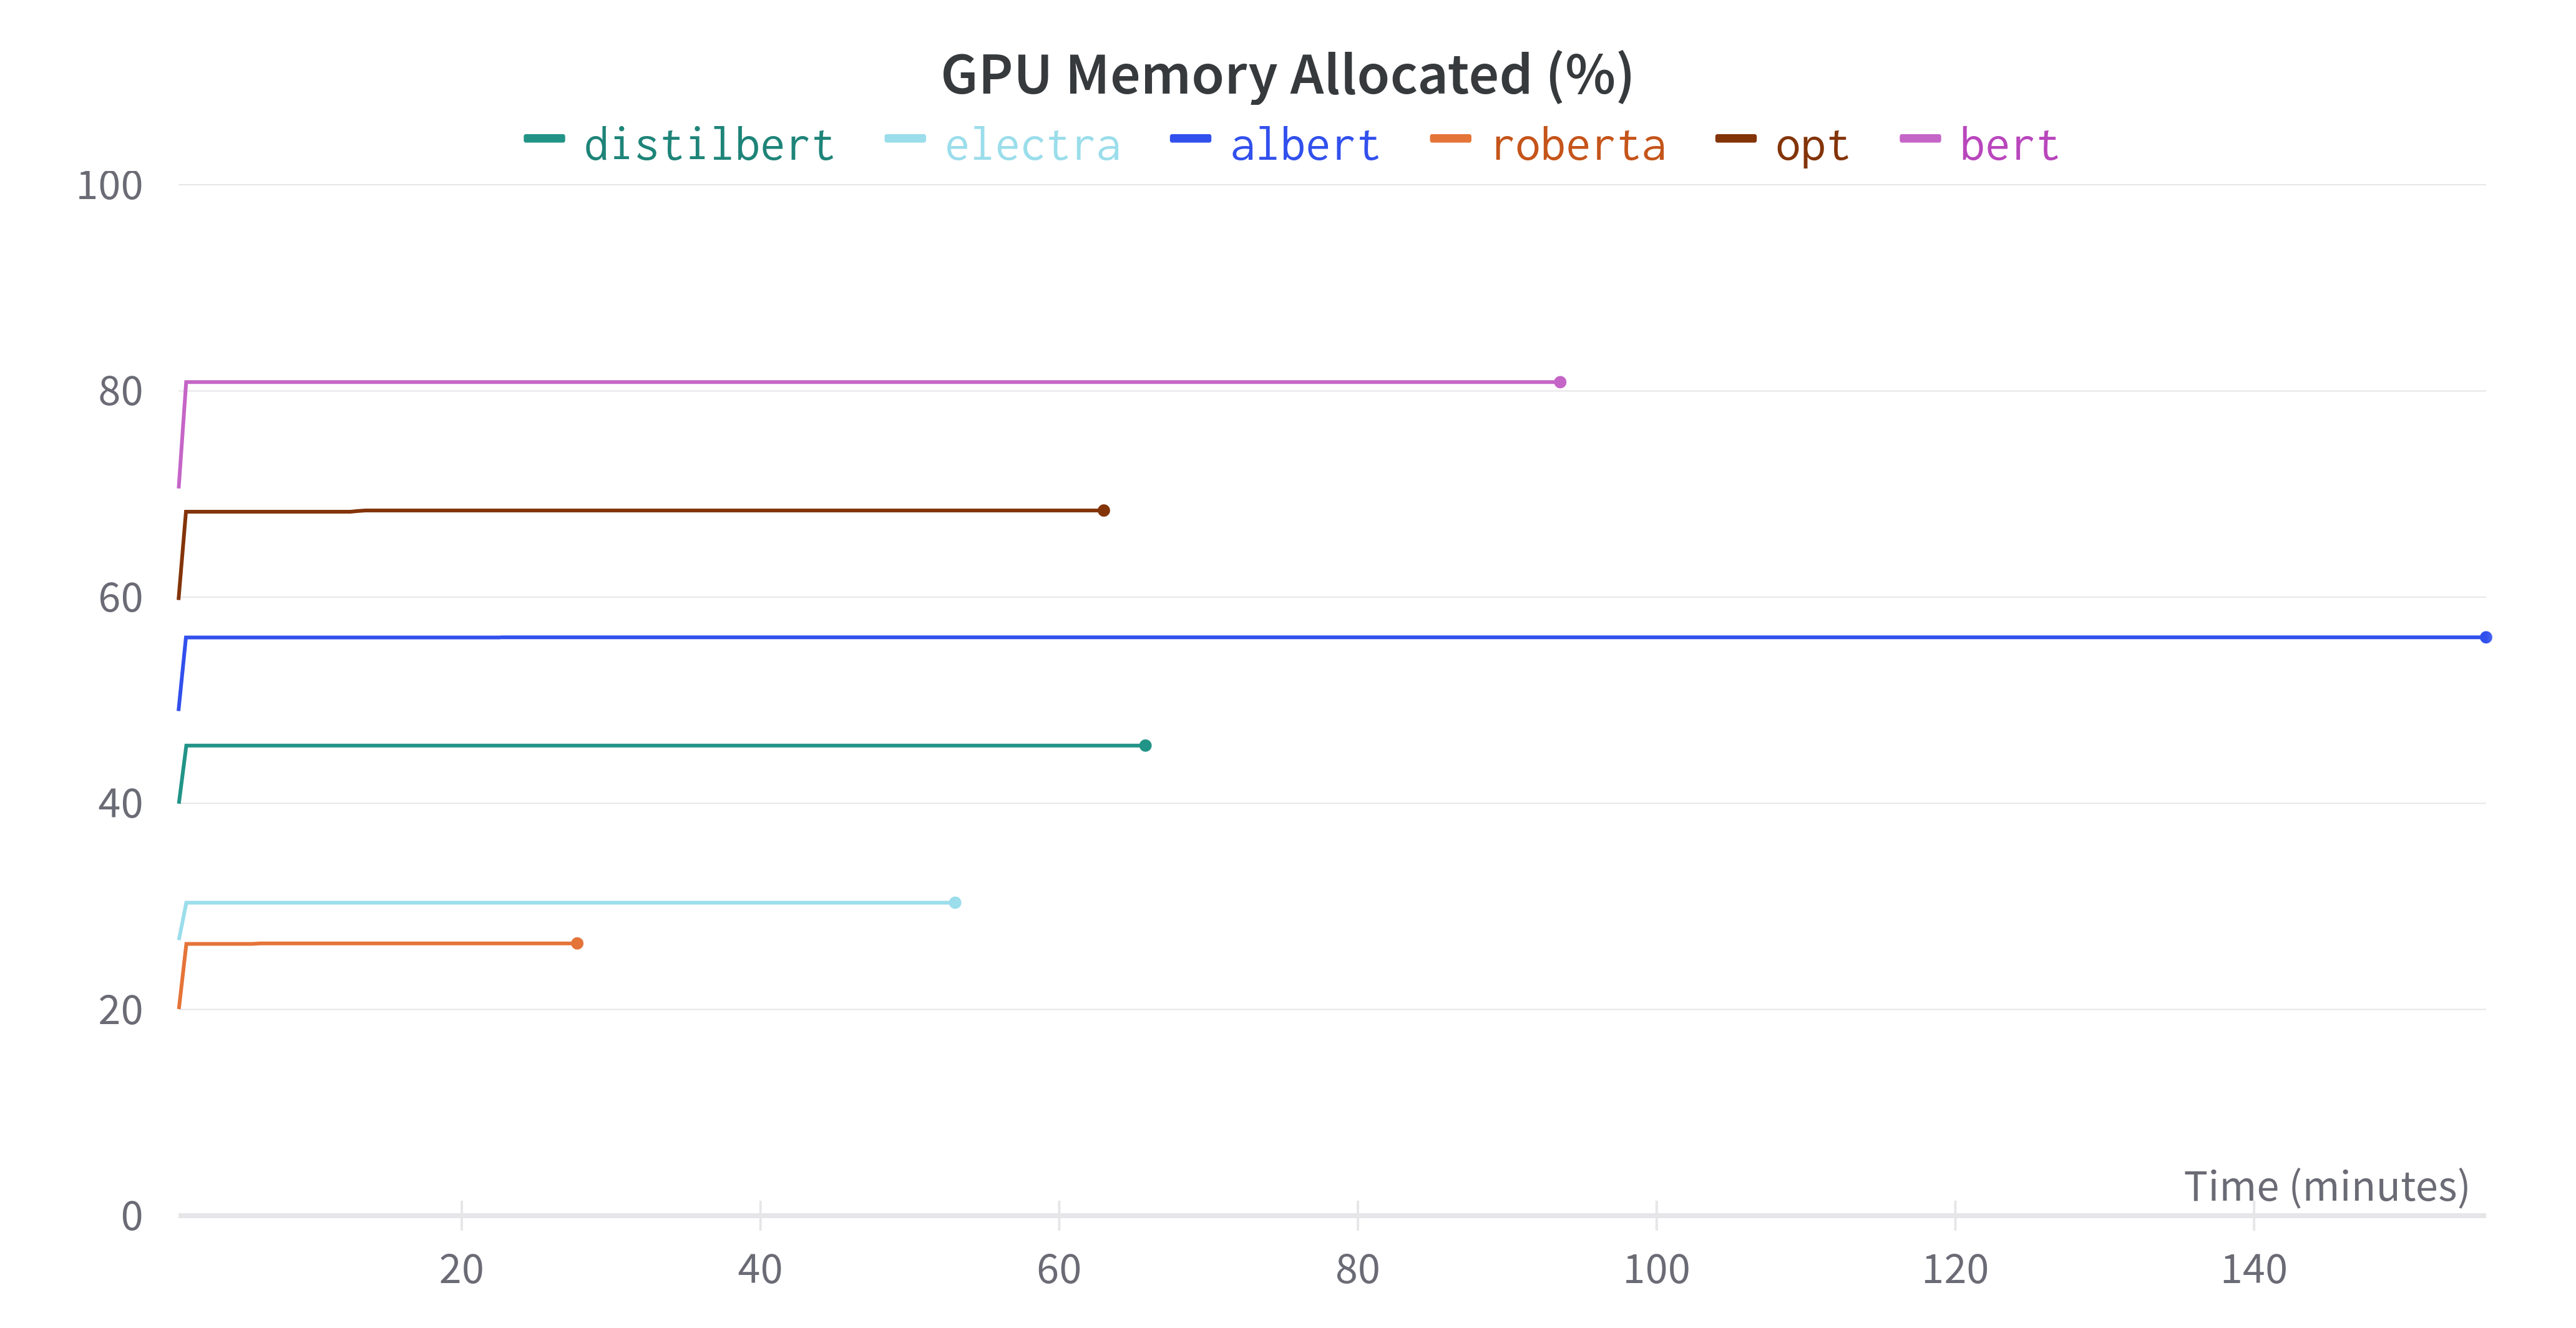 GPU Memory Allocated (%)
distilbert electra albert roberta opt bert
100
80
60
40
20
0
Time (minutes)
20 40 60 80 100 120 140